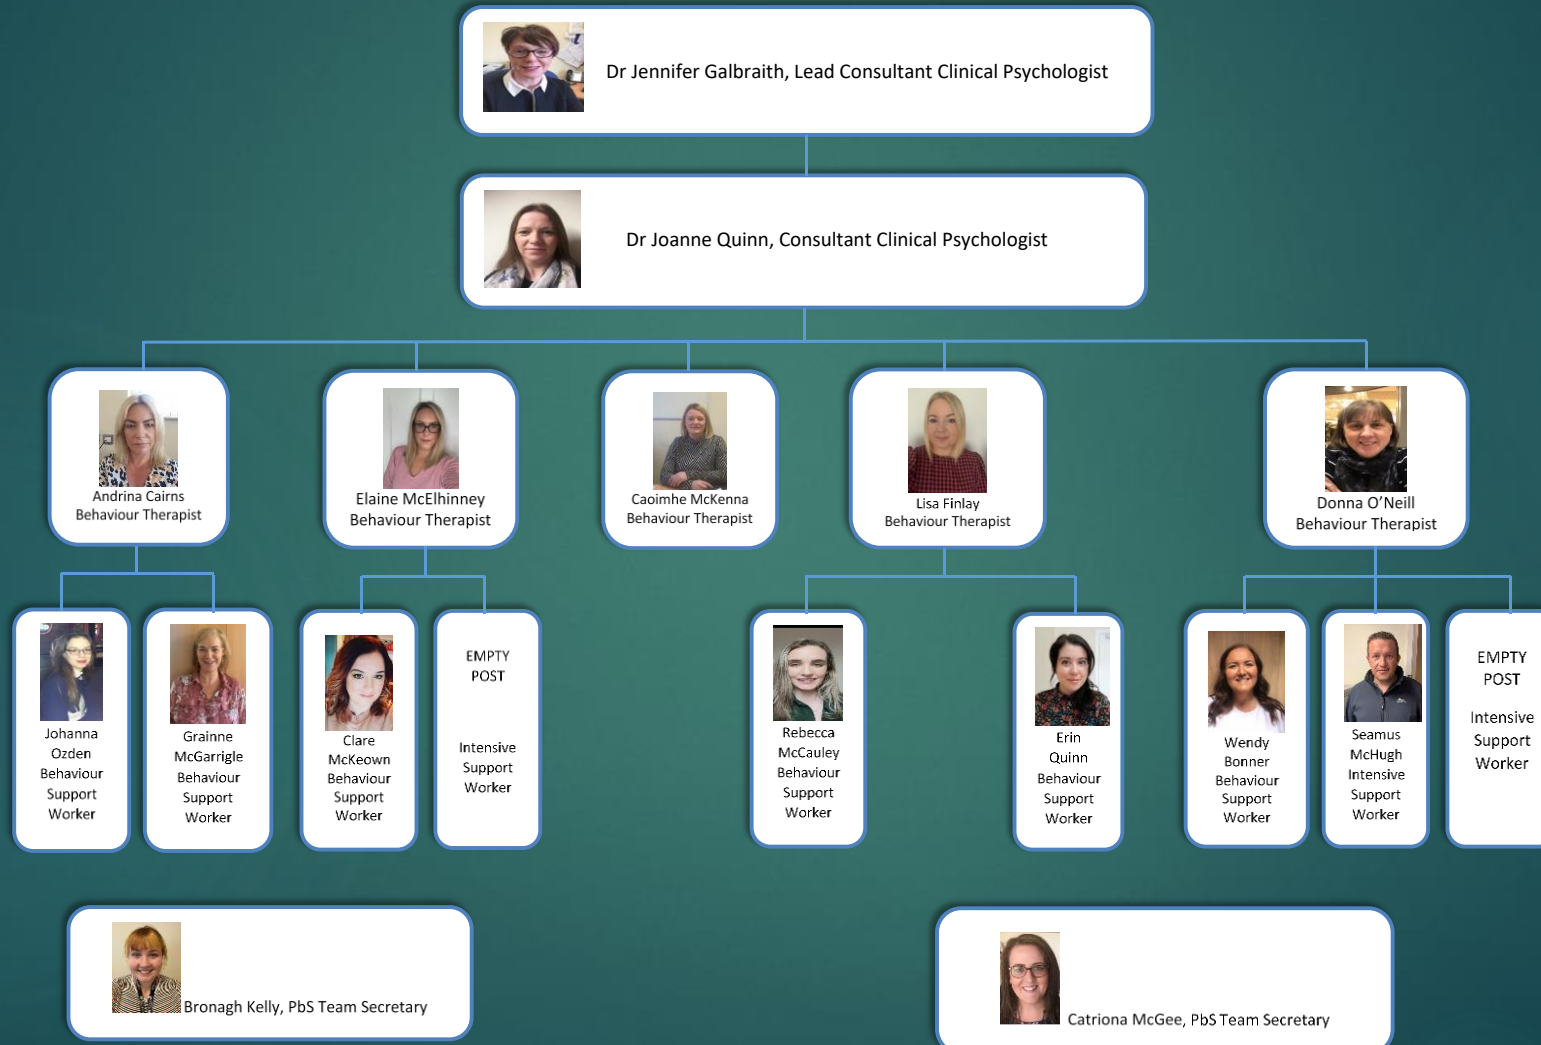 Dr Jennifer Galbraith, Lead Consultant Clinical Psychologist
Dr Joanne Quinn, Consultant Clinical Psychologist
Andrina Cairns
Behaviour Therapist
Elaine McElhinney
Behaviour Therapist
Caoimhe McKenna
Behaviour Therapist
Lisa Finlay
Behaviour Therapist
Donna O’Neill
Behaviour Therapist
Johanna
Ozden
Behaviour
Support
Worker
Grainne
McGarrigle
Behaviour
Support
Worker
Clare
McKeown
Behaviour
Support
Worker
EMPTY
POST
Intensive
Support
Worker
Rebecca
McCauley
Behaviour
Support
Worker
Erin
Quinn
Behaviour
Support
Worker
Wendy
Bonner
Behaviour
Support
Worker
Seamus
McHugh
Intensive
Support
Worker
EMPTY
POST
Intensive
Support
Worker
Bronagh Kelly, PbS Team Secretary
Catriona McGee, PbS Team Secretary